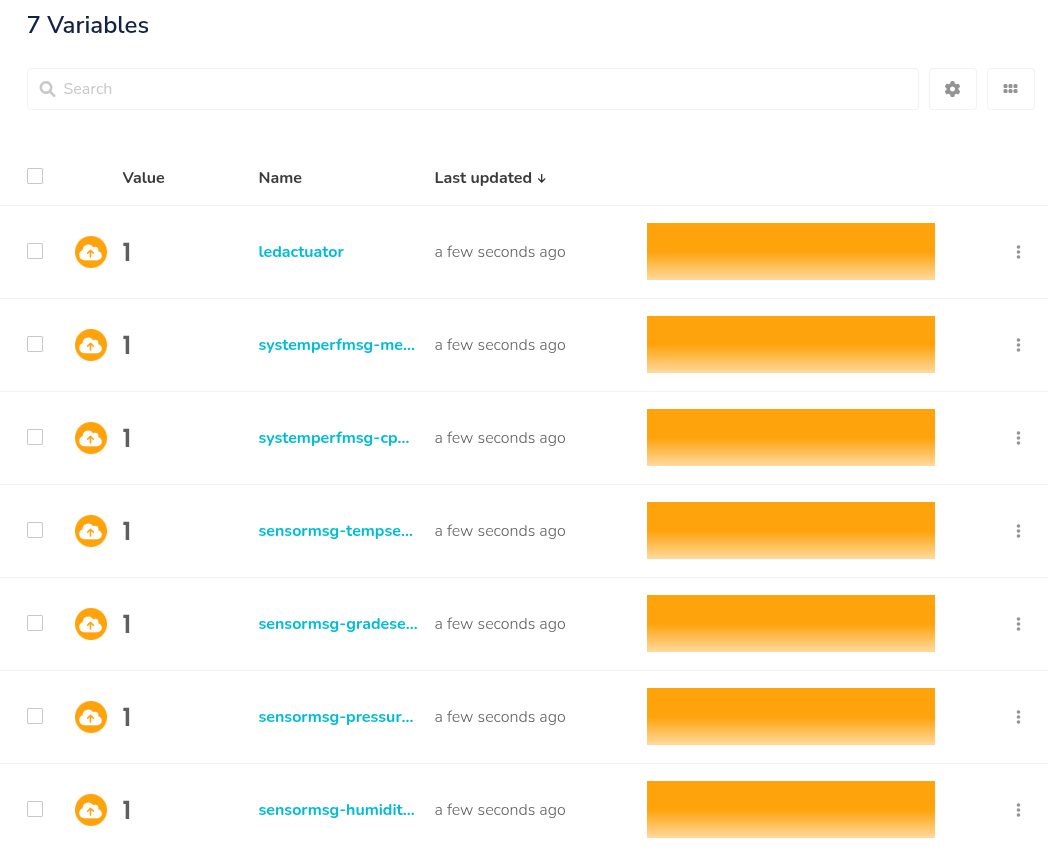 7 Variables
Search
Value Name Last updated ↓
1 ledactuator a few seconds ago
1 systemperfmsg-me... a few seconds ago
1 systemperfmsg-cp... a few seconds ago
1 sensormsg-tempse... a few seconds ago
1 sensormsg-gradese... a few seconds ago
1 sensormsg-pressur... a few seconds ago
1 sensormsg-humidit... a few seconds ago